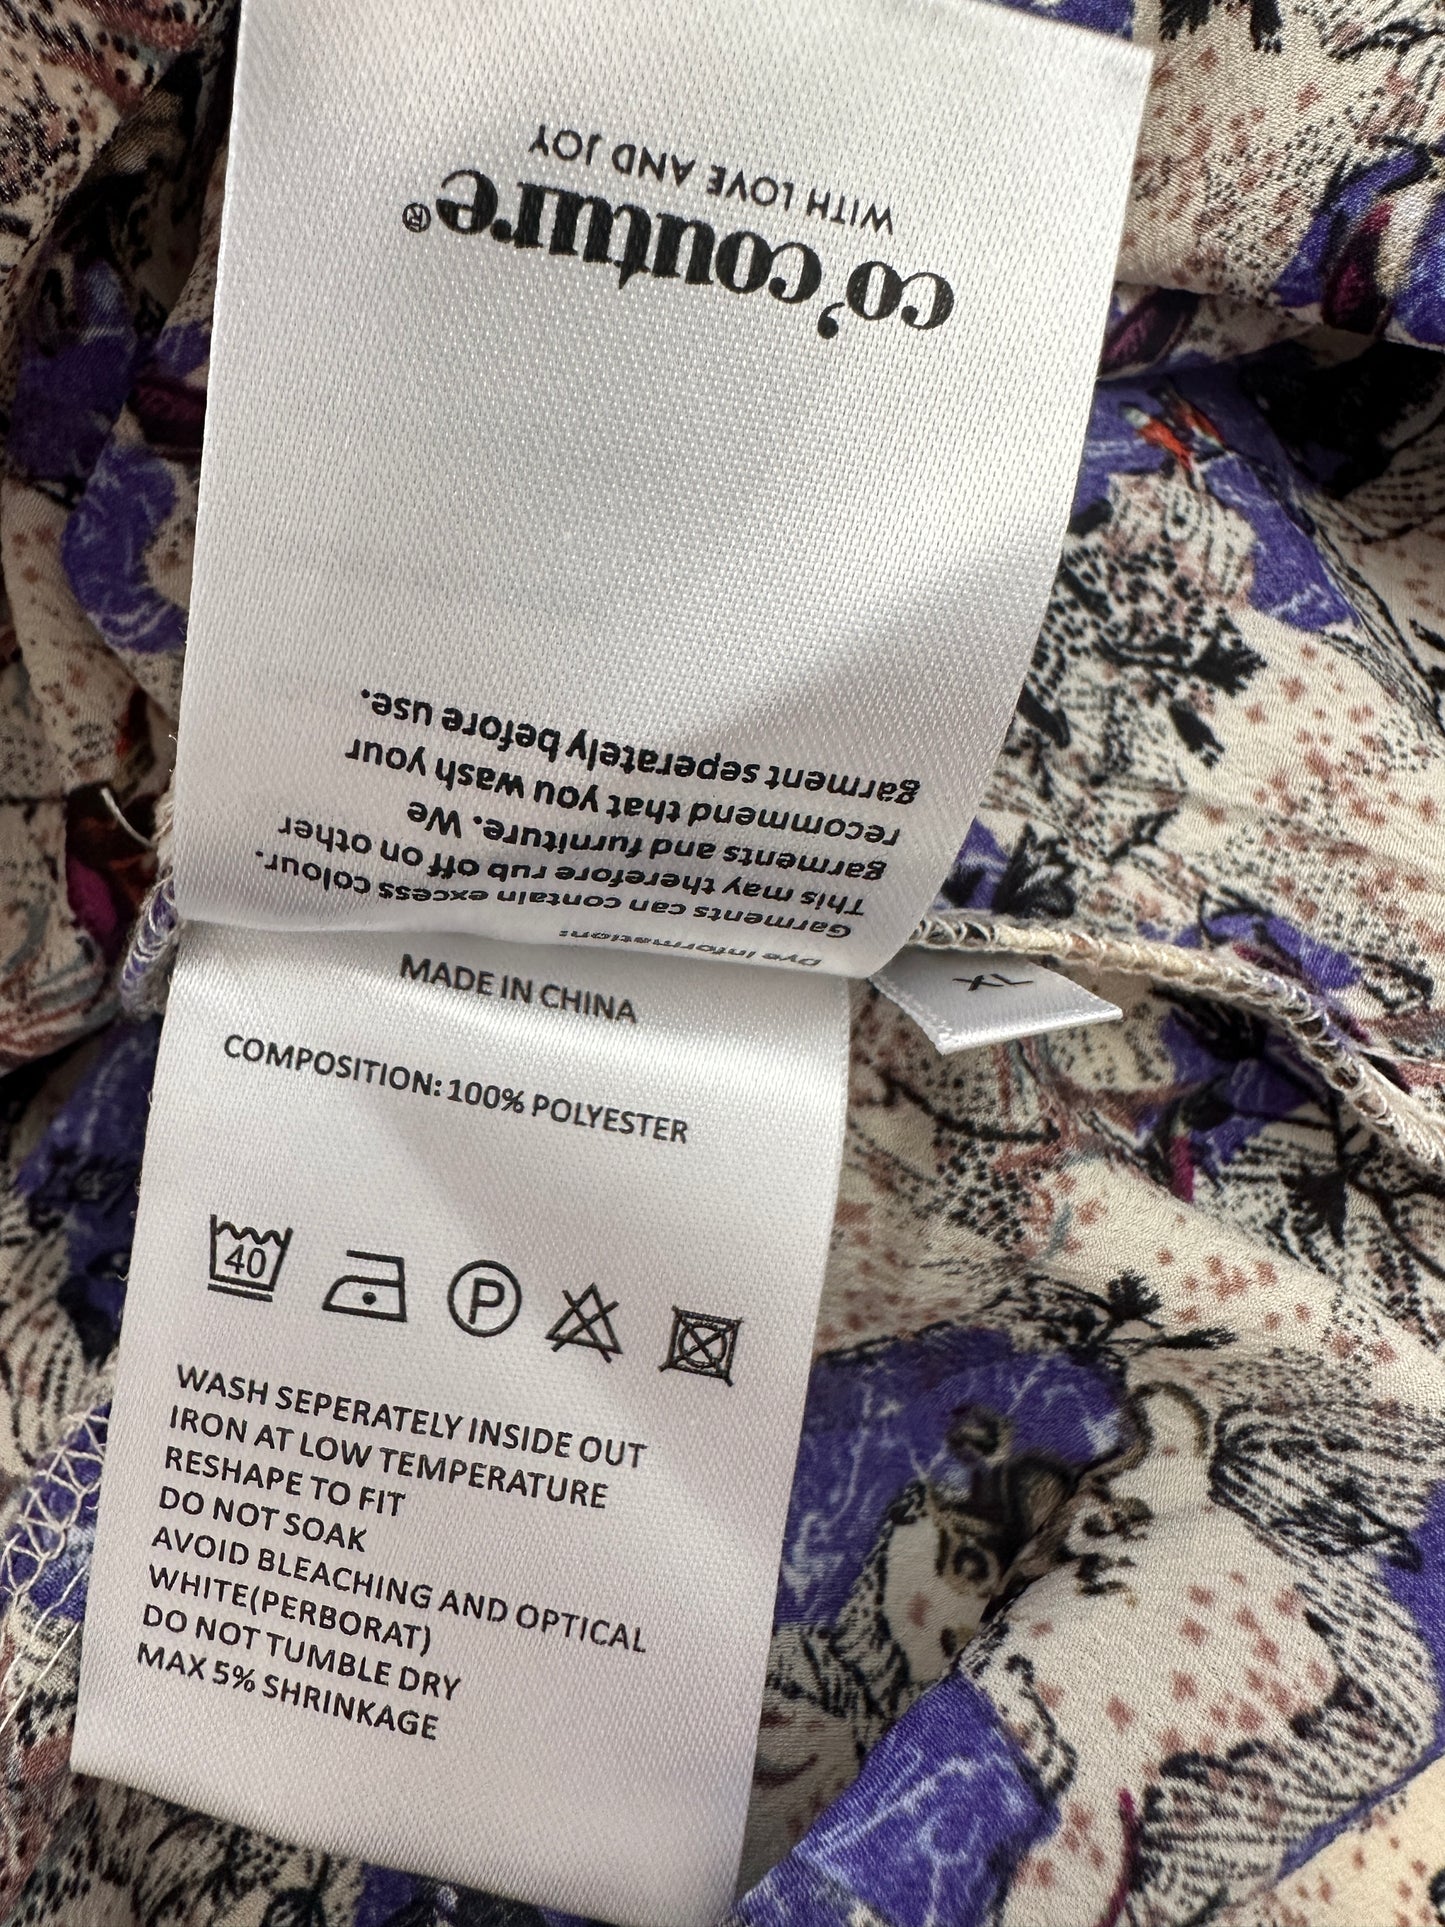 co'couture®
WITH LOVE AND JOY
Dye information:
Garments can contain excess colour.
This may therefore rub off on other
garments and furniture. We
recommend that you wash your
garment seperately before use.
XL
MADE IN CHINA
COMPOSITION: 100% POLYESTER
40
P
WASH SEPERATELY INSIDE OUT
IRON AT LOW TEMPERATURE
RESHAPE TO FIT
DO NOT SOAK
AVOID BLEACHING AND OPTICAL
WHITE(PERBORAT)
DO NOT TUMBLE DRY
MAX 5% SHRINKAGE